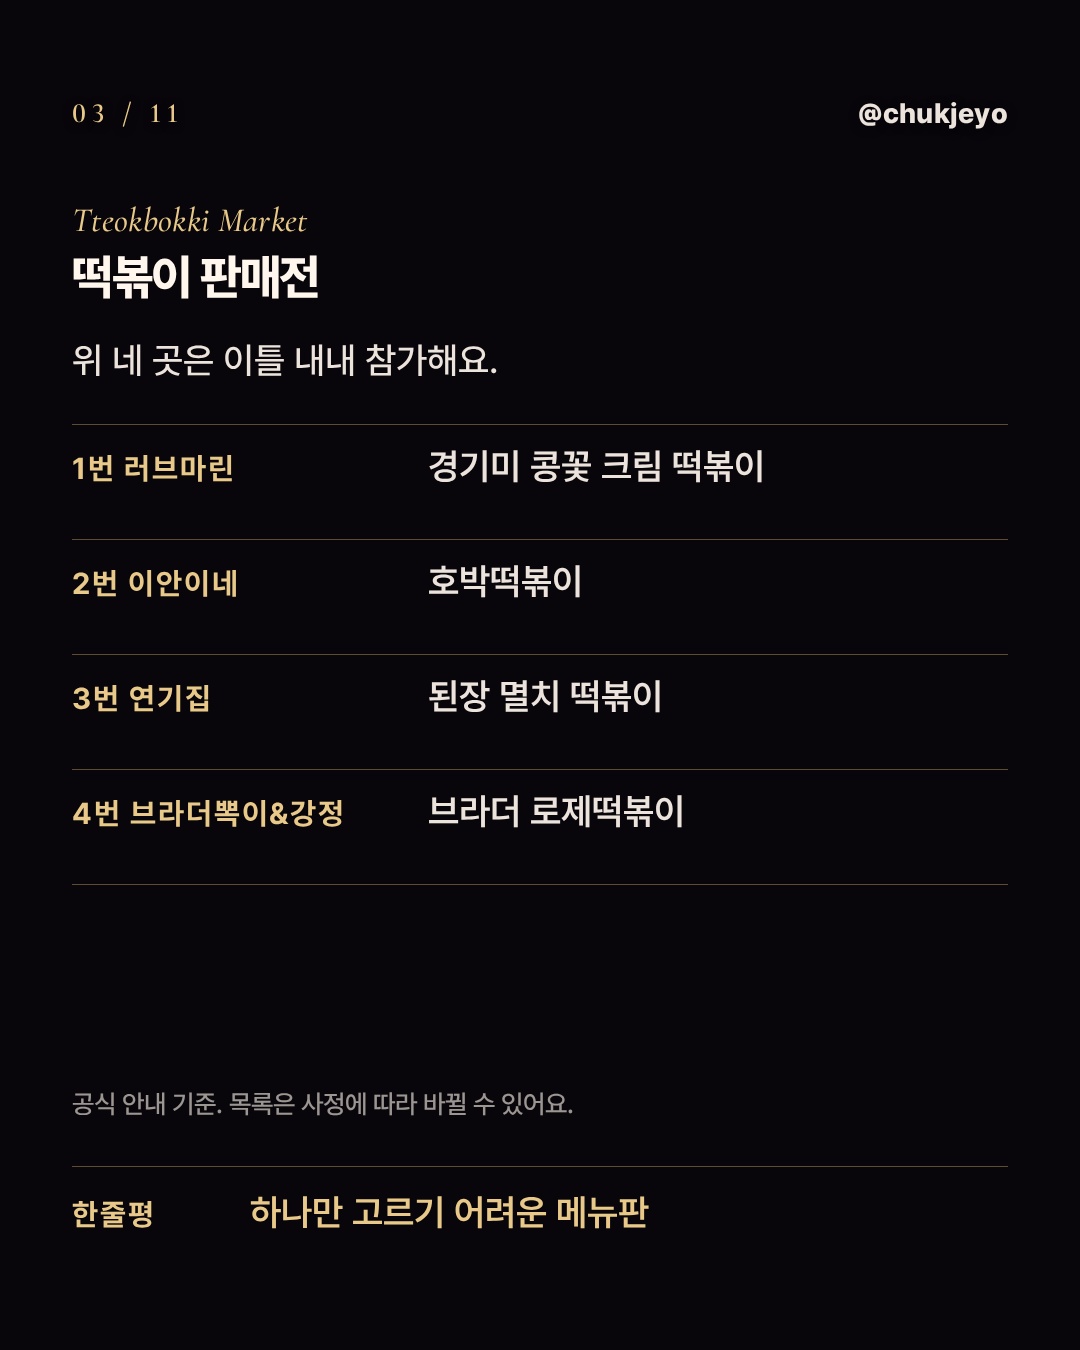 03 / 11
@chukjeyo
Tteokbokki Market
떡볶이 판매전
위 네 곳은 이틀 내내 참가해요.
1번 러브마린 경기미 콩꽃 크림 떡볶이
2번 이안이네 호박떡볶이
3번 연기집 된장 멸치 떡볶이
4번 브라더뽁이&강정 브라더 로제떡볶이
공식 안내 기준. 목록은 사정에 따라 바뀔 수 있어요.
한줄평 하나만 고르기 어려운 메뉴판